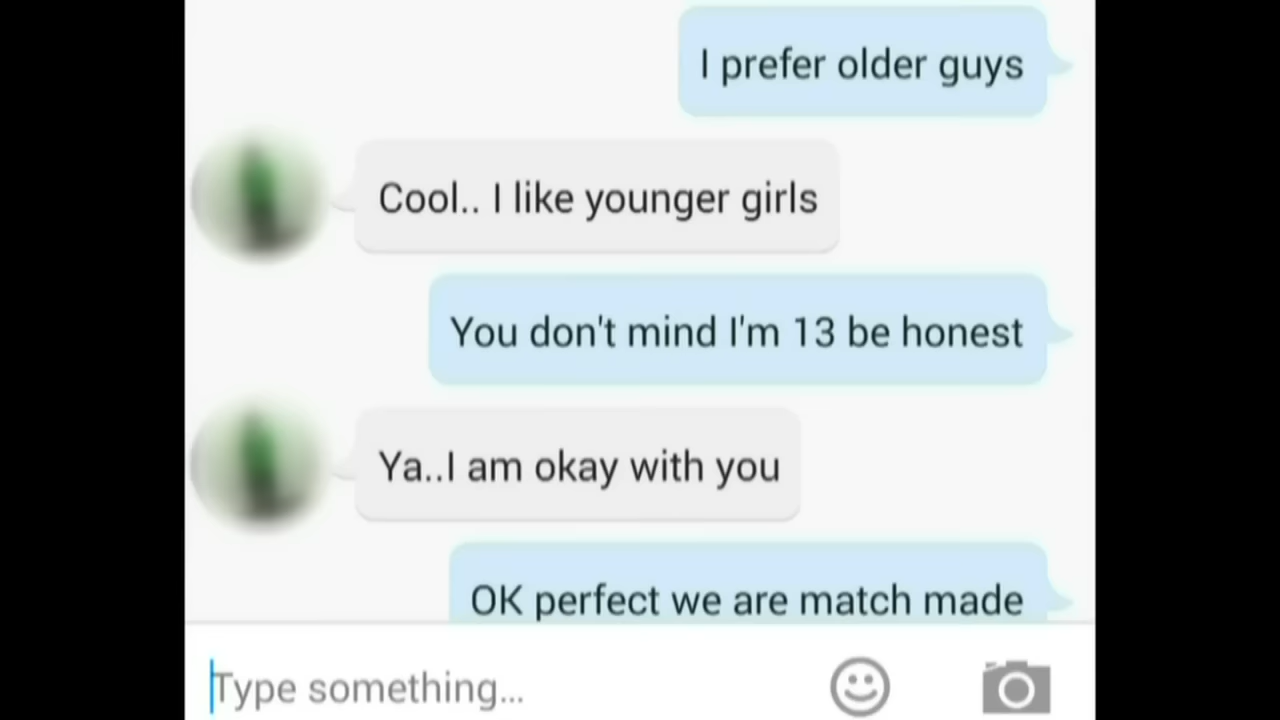 I prefer older guys
Cool.. I like younger girls
You don't mind I'm 13 be honest
Ya..I am okay with you
OK perfect we are match made
Type something...